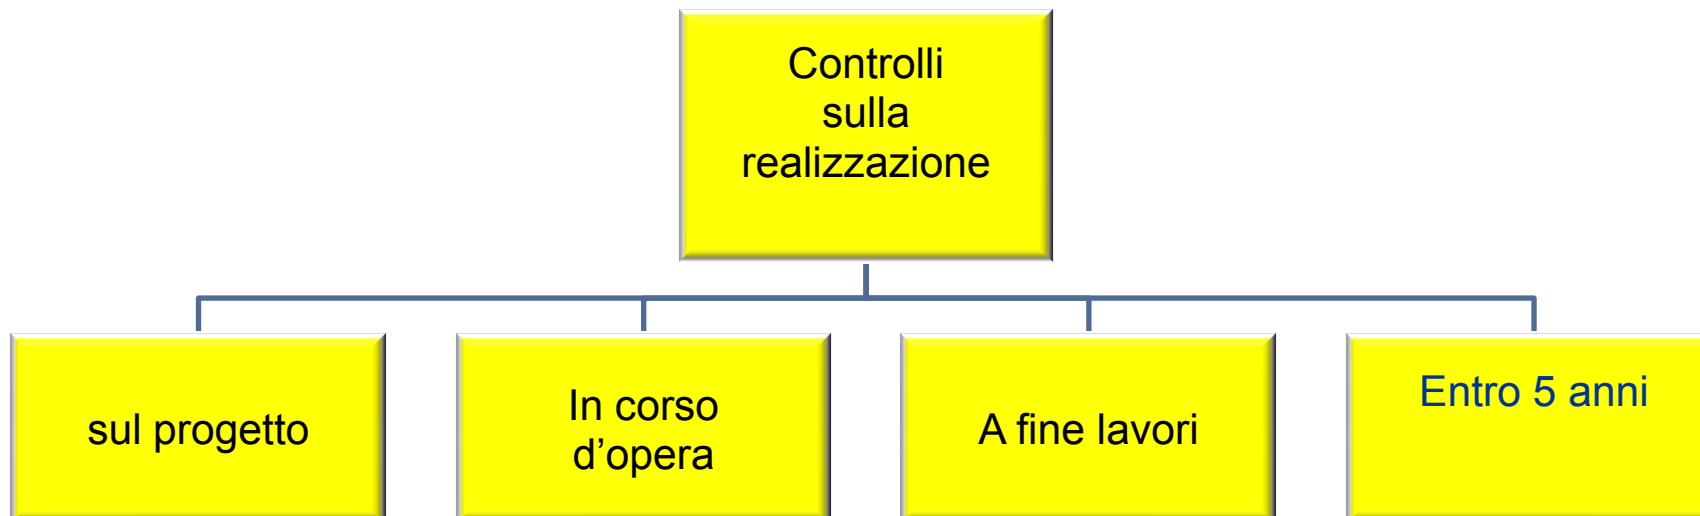 Controlli
sulla
realizzazione
sul progetto
In corso
d’opera
A fine lavori
Entro 5 anni